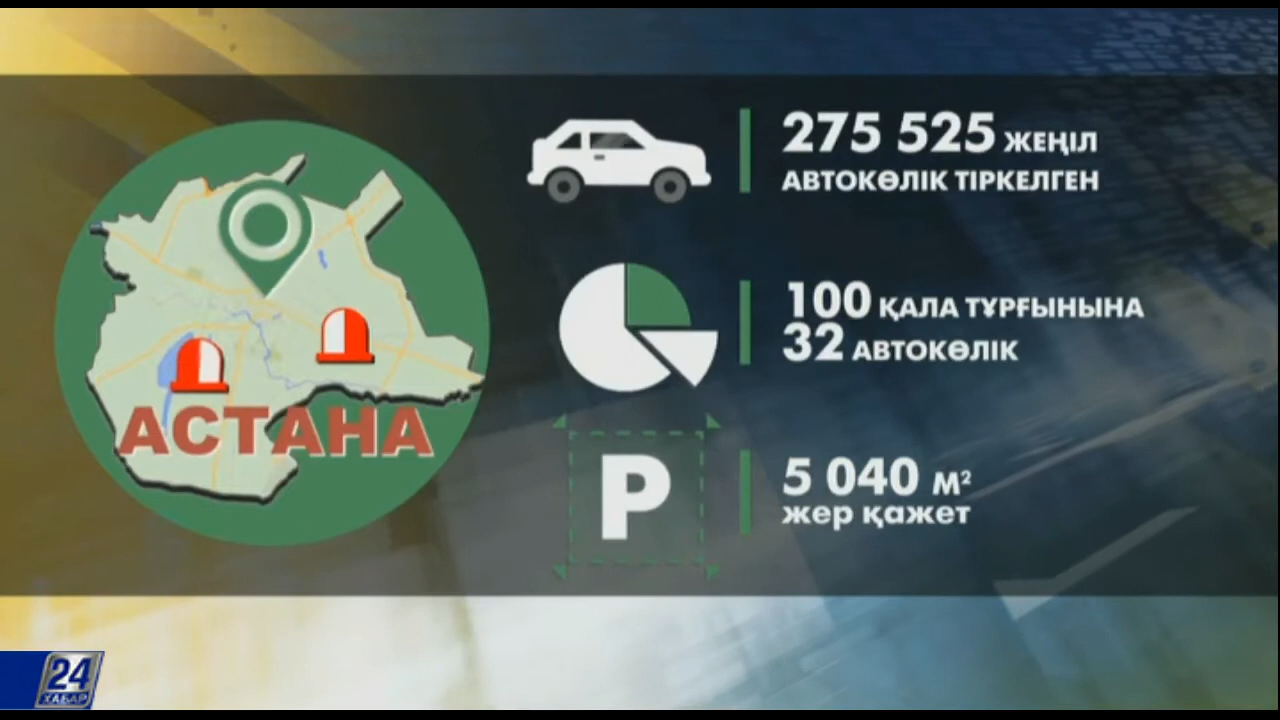 275 525 ЖЕҢІЛ
АВТОКӨЛІК ТІРКЕЛГЕН
100 ҚАЛА ТҰРҒЫНЫНА
32 АВТОКӨЛІК
АСТАНА
P
5 040 М²
жер қажет
24
ХАБАР